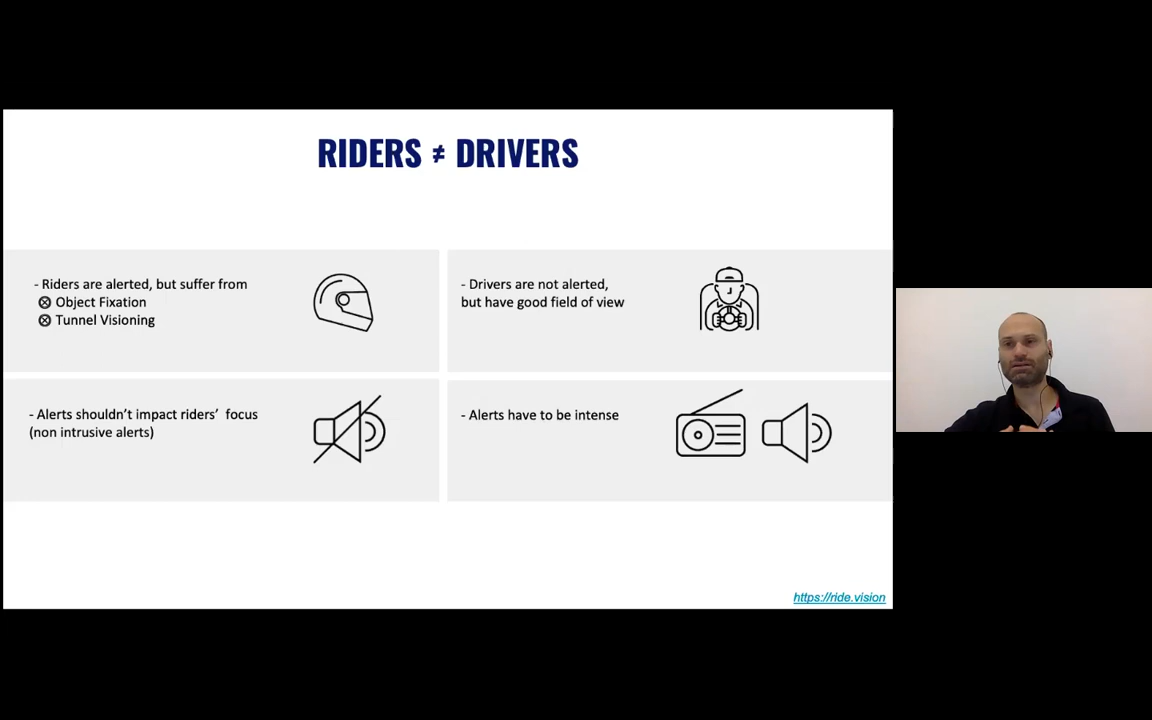 RIDERS ≠ DRIVERS
- Riders are alerted, but suffer from
⊗ Object Fixation
⊗ Tunnel Visioning
- Drivers are not alerted,
but have good field of view
- Alerts shouldn’t impact riders’ focus
(non intrusive alerts)
- Alerts have to be intense
https://ride.vision